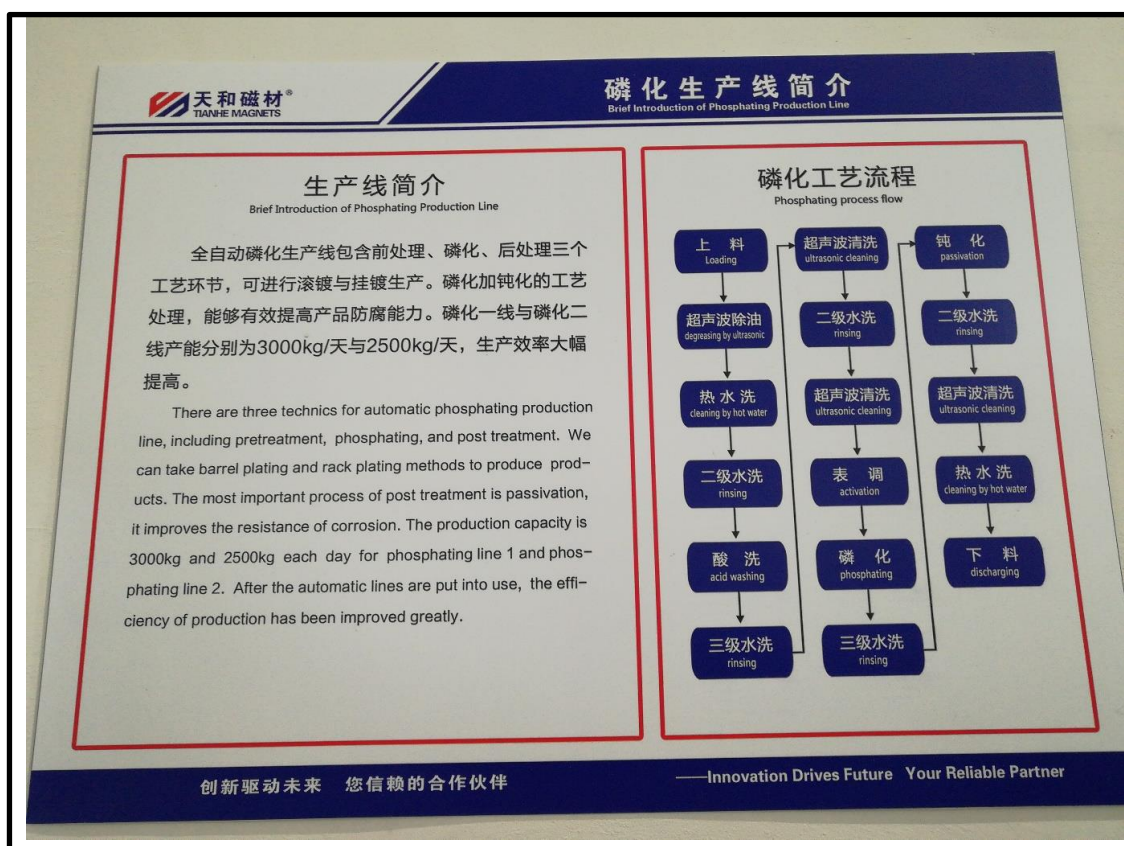 天和磁材®
TIANHE MAGNETS
磷化生产线简介
Brief Introduction of Phosphating Production Line
生产线简介
Brief Introduction of Phosphating Production Line
全自动磷化生产线包含前处理、磷化、后处理三个
工艺环节，可进行滚镀与挂镀生产。磷化加钝化的工艺
处理，能够有效提高产品防腐能力。磷化一线与磷化二
线产能分别为3000kg/天与2500kg/天，生产效率大幅
提高。
There are three technics for automatic phosphating production
line, including pretreatment, phosphating, and post treatment. We
can take barrel plating and rack plating methods to produce prod-
ucts. The most important process of post treatment is passivation,
it improves the resistance of corrosion. The production capacity is
3000kg and 2500kg each day for phosphating line 1 and phos-
phating line 2. After the automatic lines are put into use, the effi-
ciency of production has been improved greatly.
磷化工艺流程
Phosphating process flow
上料
Loading
超声波除油
degreasing by ultrasonic
热水洗
cleaning by hot water
二级水洗
rinsing
酸洗
acid washing
三级水洗
rinsing
超声波清洗
ultrasonic cleaning
二级水洗
rinsing
超声波清洗
ultrasonic cleaning
表调
activation
磷化
phosphating
三级水洗
rinsing
钝化
passivation
二级水洗
rinsing
超声波清洗
ultrasonic cleaning
热水洗
cleaning by hot water
下料
discharging
创新驱动未来 您信赖的合作伙伴
——Innovation Drives Future Your Reliable Partner